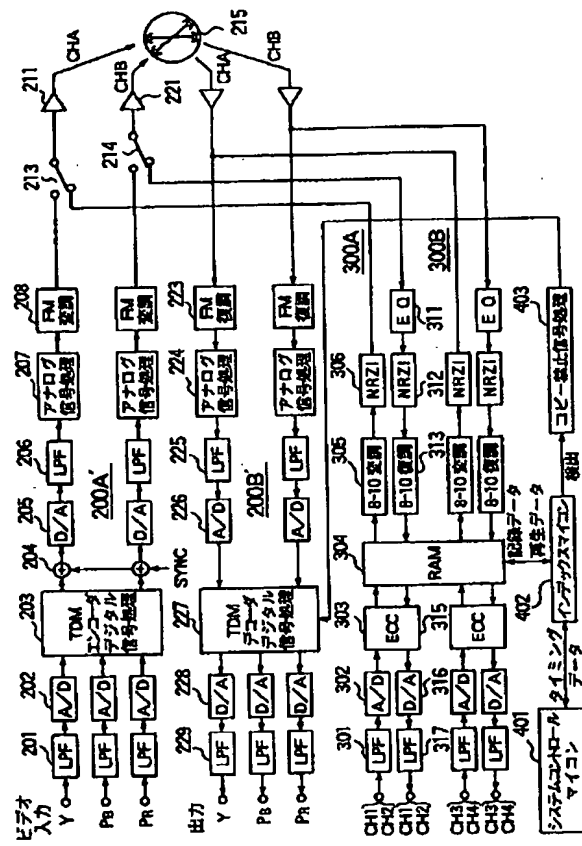 ビデオ
入力
Y
PB
PR
201
LPF
LPF
LPF
202
A/D
A/D
A/D
203
TDM
エンコーダ
デジタル
信号処理
204
SYNC
205
D/A
D/A
200A'
206
LPF
LPF
207
アナログ
信号処理
アナログ
信号処理
208
FM
変調
FM
変調
213
214
211
221
CHA
CHB
215
CHA
CHB
出力
Y
PB
PR
229
LPF
LPF
LPF
228
D/A
D/A
D/A
227
TDM
デコーダ
デジタル
信号処理
226
A/D
A/D
200B'
225
LPF
LPF
224
アナログ
信号処理
アナログ
信号処理
223
FM
復調
FM
復調
CH1
CH2
CH1
CH2
CH3
CH4
CH3
CH4
301
LPF
LPF
317
LPF
LPF
302
A/D
D/A
316
A/D
D/A
303
ECC
315
ECC
304
RAM
305
8-10変調
8-10復調
313
8-10変調
8-10復調
306
NRZI
NRZI
312
NRZI
NRZI
300A
EQ
311
300B
EQ
記録データ
再生データ
401
システムコントロール
マイコン
タイミング
データ
402
インデックスマイコン
検出
403
コピー禁止信号処理